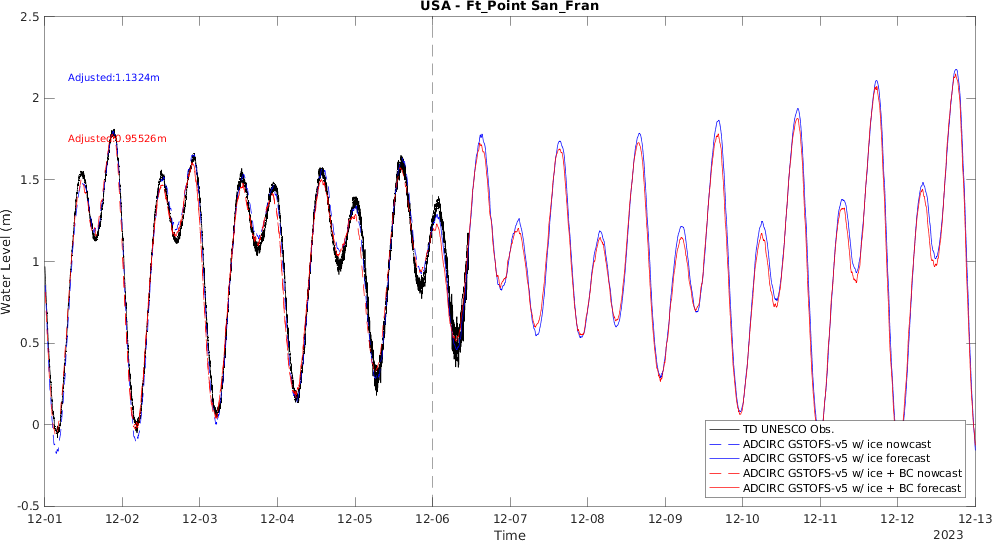 USA - Ft_Point San_Fran
2.5
2
1.5
1
0.5
0
-0.5
Water Level (m)
Adjusted:1.1324m
Adjusted:0.95526m
TD UNESCO Obs.
ADCIRC GSTOFS-v5 w/ ice nowcast
ADCIRC GSTOFS-v5 w/ ice forecast
ADCIRC GSTOFS-v5 w/ ice + BC nowcast
ADCIRC GSTOFS-v5 w/ ice + BC forecast
12-01 12-02 12-03 12-04 12-05 12-06 12-07 12-08 12-09 12-10 12-11 12-12 12-13
Time
2023